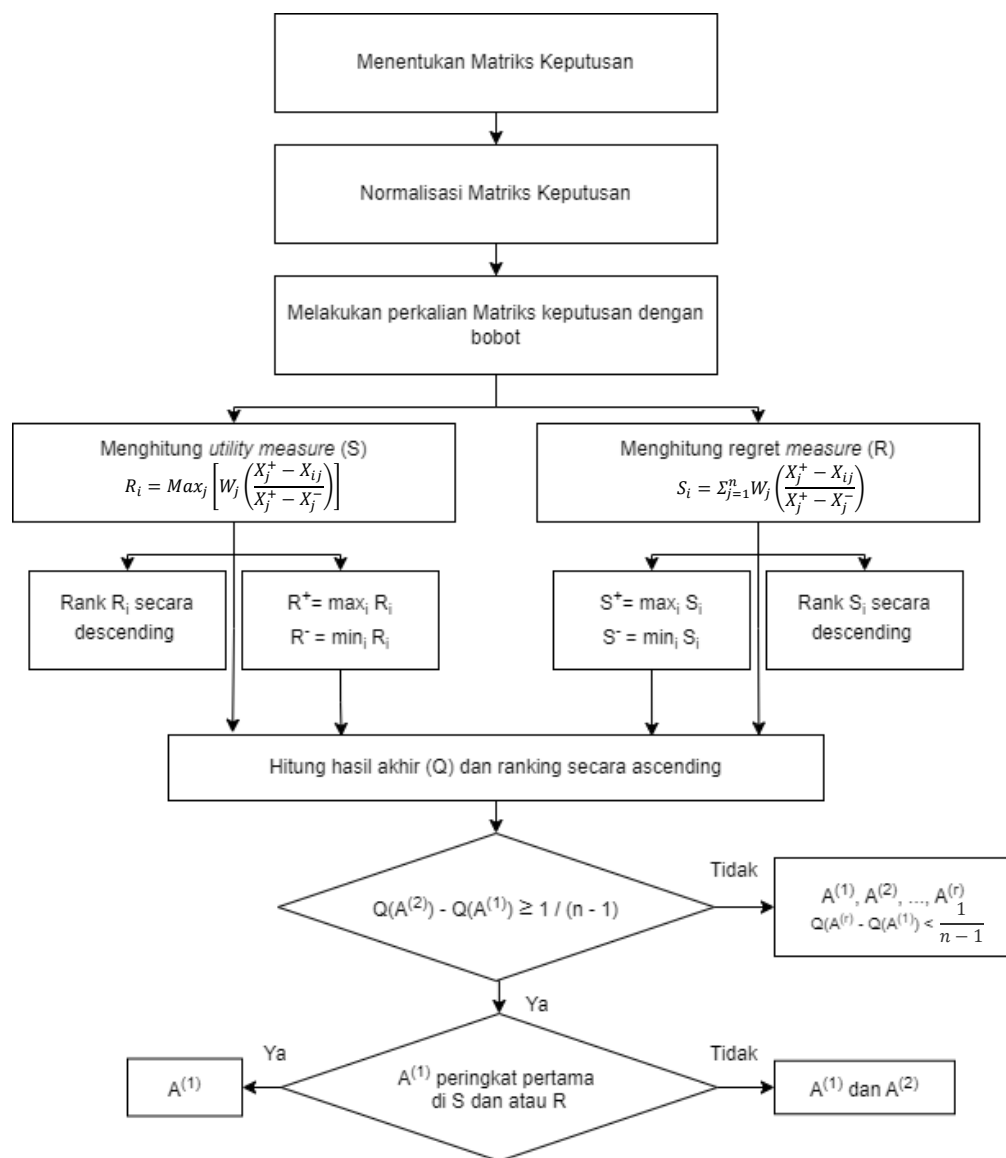 Menentukan Matriks Keputusan
Normalisasi Matriks Keputusan
Melakukan perkalian Matriks keputusan dengan
bobot
Menghitung utility measure (S)
R_i = Max_j [W_j ((X_j^+ − X_ij)/(X_j^+ − X_j^-))]
Menghitung regret measure (R)
S_i = Σ_{j=1}^n W_j ((X_j^+ − X_ij)/(X_j^+ − X_j^-))
Rank R_i secara
descending
R^+= max_i R_i
R^-= min_i R_i
S^+= max_i S_i
S^-= min_i S_i
Rank S_i secara
descending
Hitung hasil akhir (Q) dan ranking secara ascending
Q(A^(2)) - Q(A^(1)) ≥ 1 / (n - 1)
Tidak
A^(1), A^(2), ..., A^(r)
Q(A^(r) - Q(A^(1)) < 1/(n − 1)
Ya
Ya
A^(1)
A^(1) peringkat pertama
di S dan atau R
Tidak
A^(1) dan A^(2)